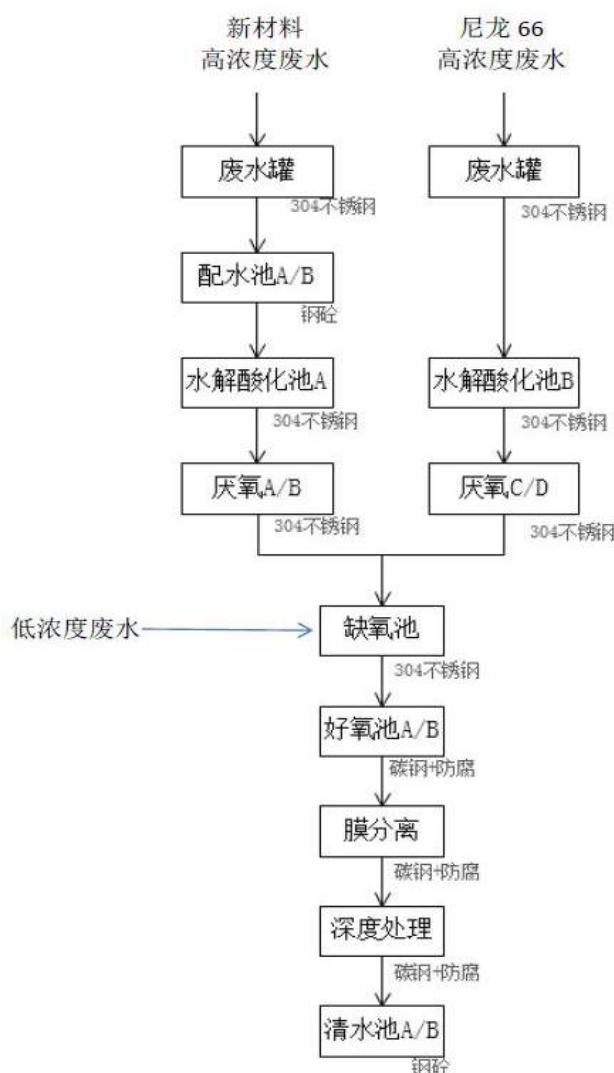 新材料
高浓度废水
尼龙 66
高浓度废水
废水罐
304不锈钢
废水罐
304不锈钢
配水池A/B
钢砼
水解酸化池A
304不锈钢
水解酸化池B
304不锈钢
厌氧A/B
304不锈钢
厌氧C/D
304不锈钢
低浓度废水
缺氧池
304不锈钢
好氧池A/B
碳钢+防腐
膜分离
碳钢+防腐
深度处理
碳钢+防腐
清水池A/B
钢砼